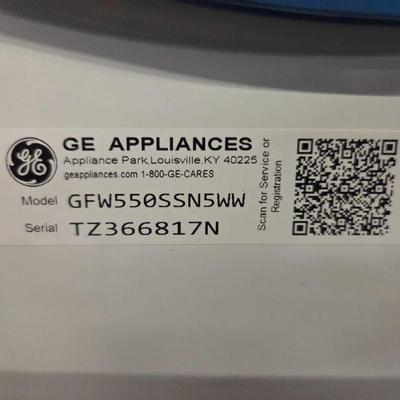 GE
GE APPLIANCES
Appliance Park,Louisville,KY 40225
geappliances.com 1-800-GE-CARES
Model GFW550SSN5WW
Serial TZ366817N
Scan for Service or
Registration